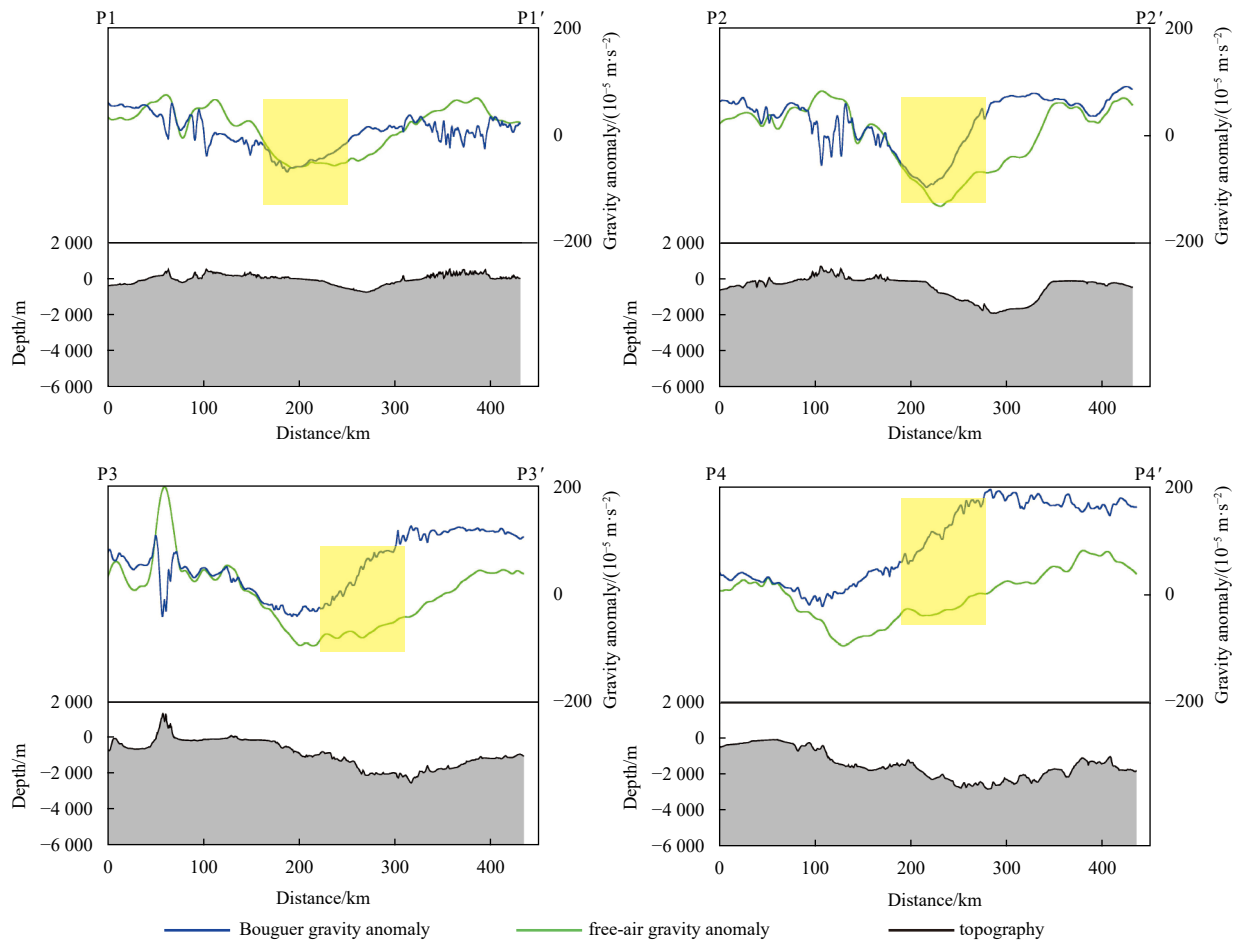 P1 P1′
200
0
−200
Gravity anomaly/(10⁻⁵ m·s⁻²)
2 000
0
−2 000
−4 000
−6 000
Depth/m
0 100 200 300 400
Distance/km
P2 P2′
200
0
−200
Gravity anomaly/(10⁻⁵ m·s⁻²)
2 000
0
−2 000
−4 000
−6 000
Depth/m
0 100 200 300 400
Distance/km
P3 P3′
200
0
−200
Gravity anomaly/(10⁻⁵ m·s⁻²)
2 000
0
−2 000
−4 000
−6 000
Depth/m
0 100 200 300 400
Distance/km
P4 P4′
200
0
−200
Gravity anomaly/(10⁻⁵ m·s⁻²)
2 000
0
−2 000
−4 000
−6 000
Depth/m
0 100 200 300 400
Distance/km
Bouguer gravity anomaly free-air gravity anomaly topography